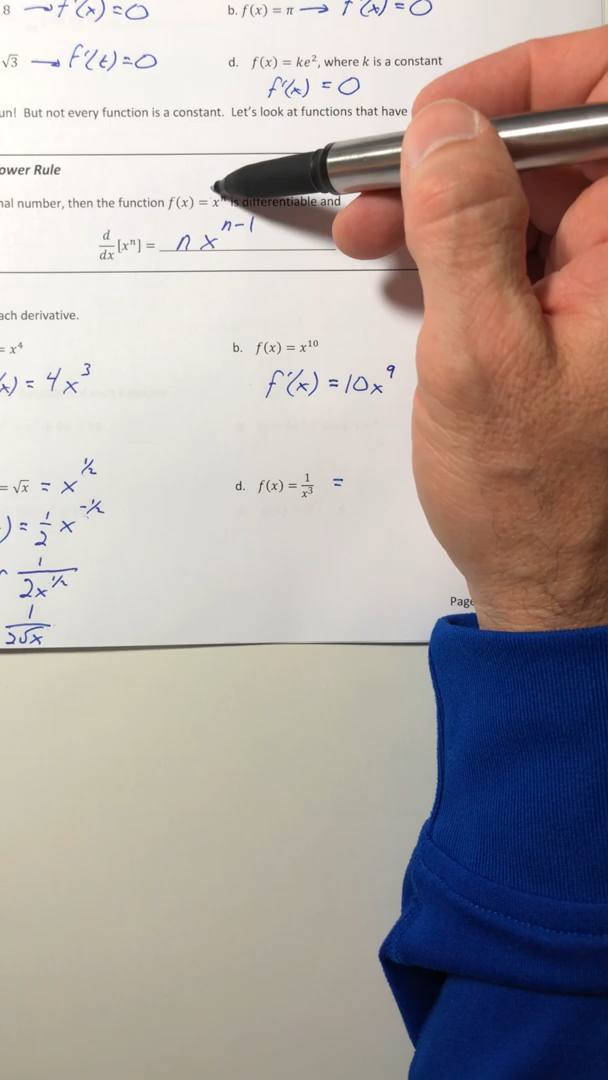 8 → f'(x) = 0
b. f(x) = π → f'(x) = 0
√3 → f'(t) = 0
d. f(x) = ke², where k is a constant
f'(x) = 0
un! But not every function is a constant. Let's look at functions that have
ower Rule
nal number, then the function f(x) = xⁿ is differentiable and
d/dx [xⁿ] = n x^(n-1)
ach derivative.
= x⁴
b. f(x) = x¹⁰
x) = 4x³
f'(x) = 10x⁹
= √x = x^(1/2)
d. f(x) = 1/x³ =
) = 1/2 x^(-1/2)
1/(2x^(1/2))
1/(2√x)
Page